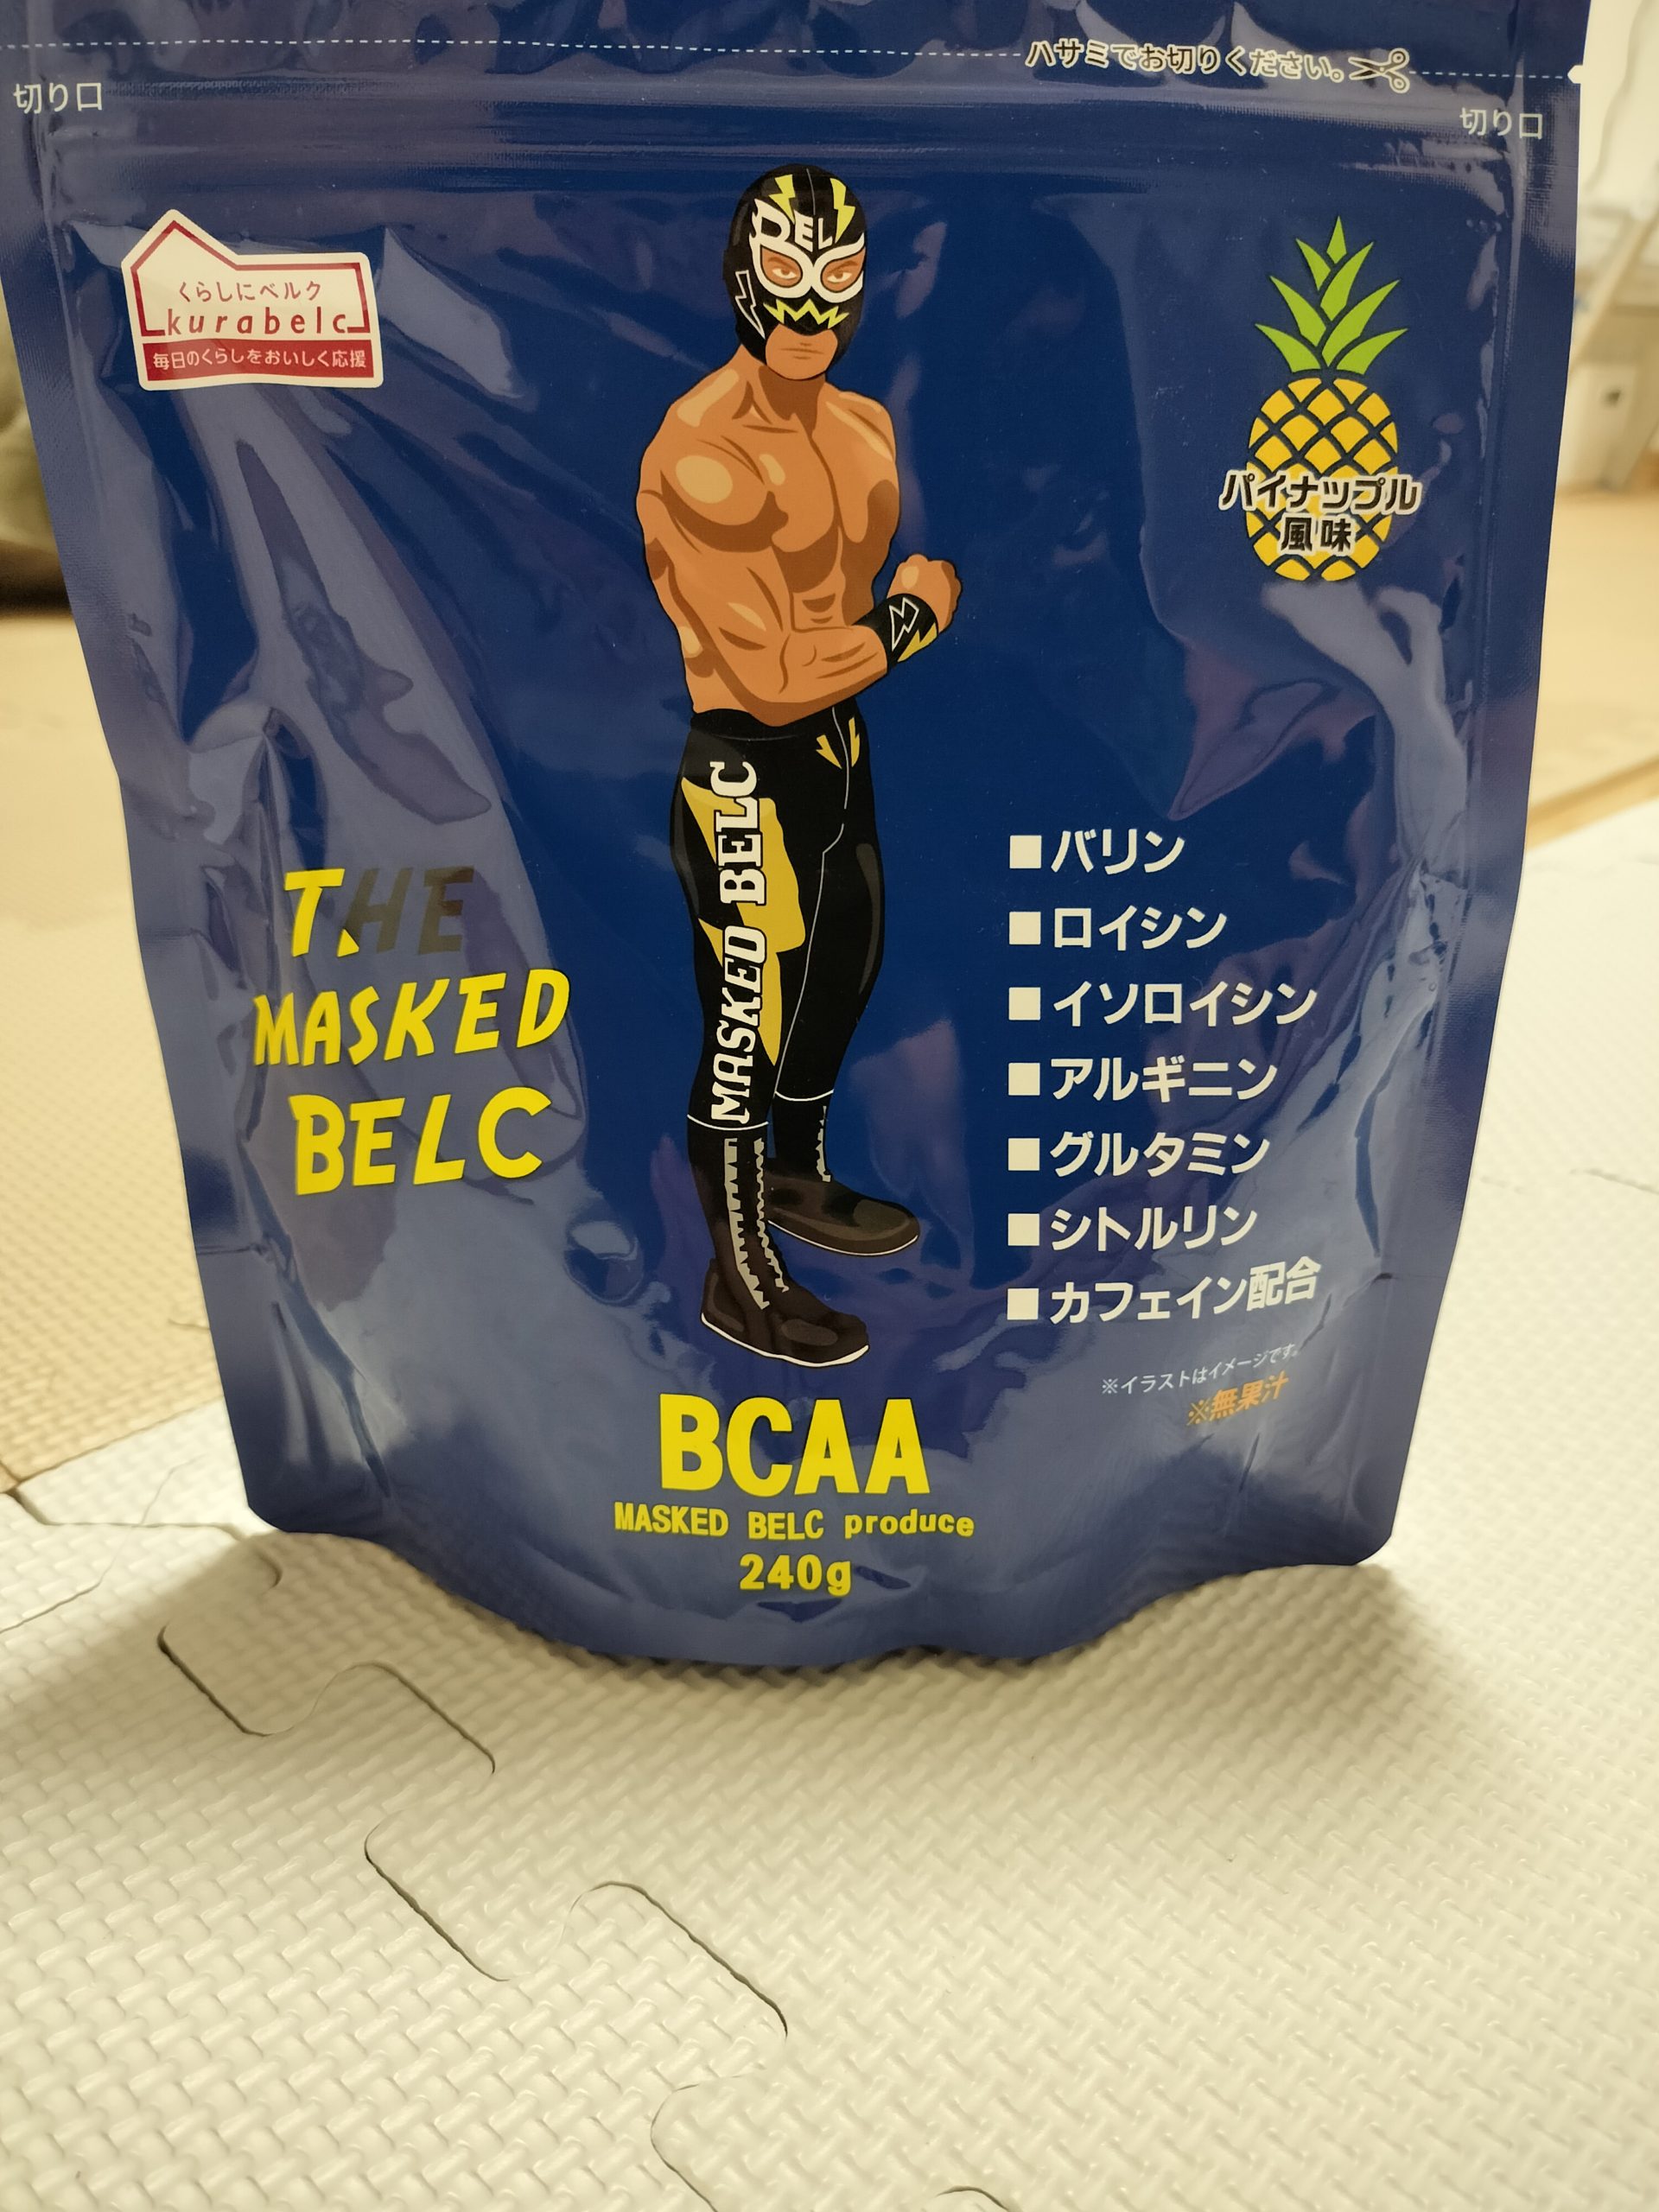 ハサミでお切りください。
切り口
切り口
BEL
くらしにベルク
kurabelc
毎日のくらしをおいしく応援
パイナップル
風味
THE
MASKED
BELC
MASKED BELC
■バリン
■ロイシン
■イソロイシン
■アルギニン
■グルタミン
■シトルリン
■カフェイン配合
※イラストはイメージです。
※無果汁
BCAA
MASKED BELC produce
240g